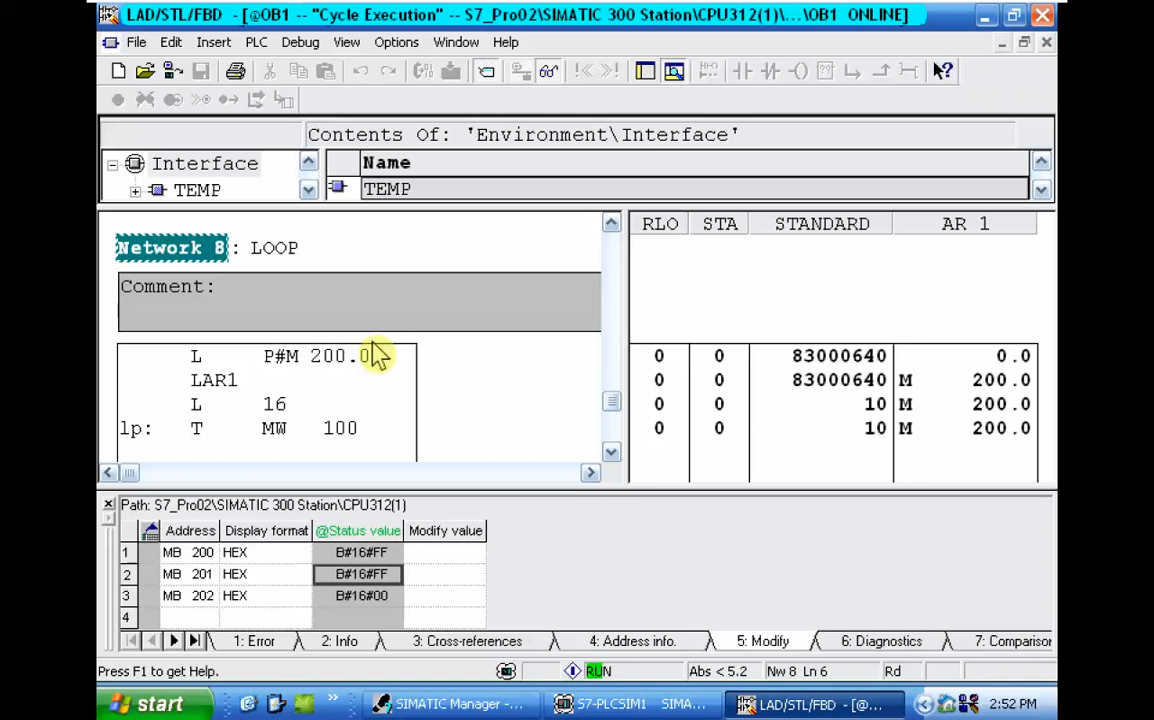 LAD/STL/FBD - [@OB1 -- "Cycle Execution" -- S7_Pro02\SIMATIC 300 Station\CPU312(1)\...\OB1 ONLINE]
File Edit Insert PLC Debug View Options Window Help
Contents Of: 'Environment\Interface'
Interface Name
TEMP TEMP
RLO STA STANDARD AR 1
Network 8 : LOOP
Comment:
L P#M 200.0 0 0 83000640 0.0
LAR1 0 0 83000640 M 200.0
L 16 0 0 10 M 200.0
lp: T MW 100 0 0 10 M 200.0
Path: S7_Pro02\SIMATIC 300 Station\CPU312(1)
Address Display format @Status value Modify value
1 MB 200 HEX B#16#FF
2 MB 201 HEX B#16#FF
3 MB 202 HEX B#16#00
4
1: Error 2: Info 3: Cross-references 4: Address info. 5: Modify 6: Diagnostics 7: Comparison
Press F1 to get Help. RUN Abs < 5.2 Nw 8 Ln 6 Rd
start SIMATIC Manager -... S7-PLCSIM1 SIMA... LAD/STL/FBD - [@... 2:52 PM